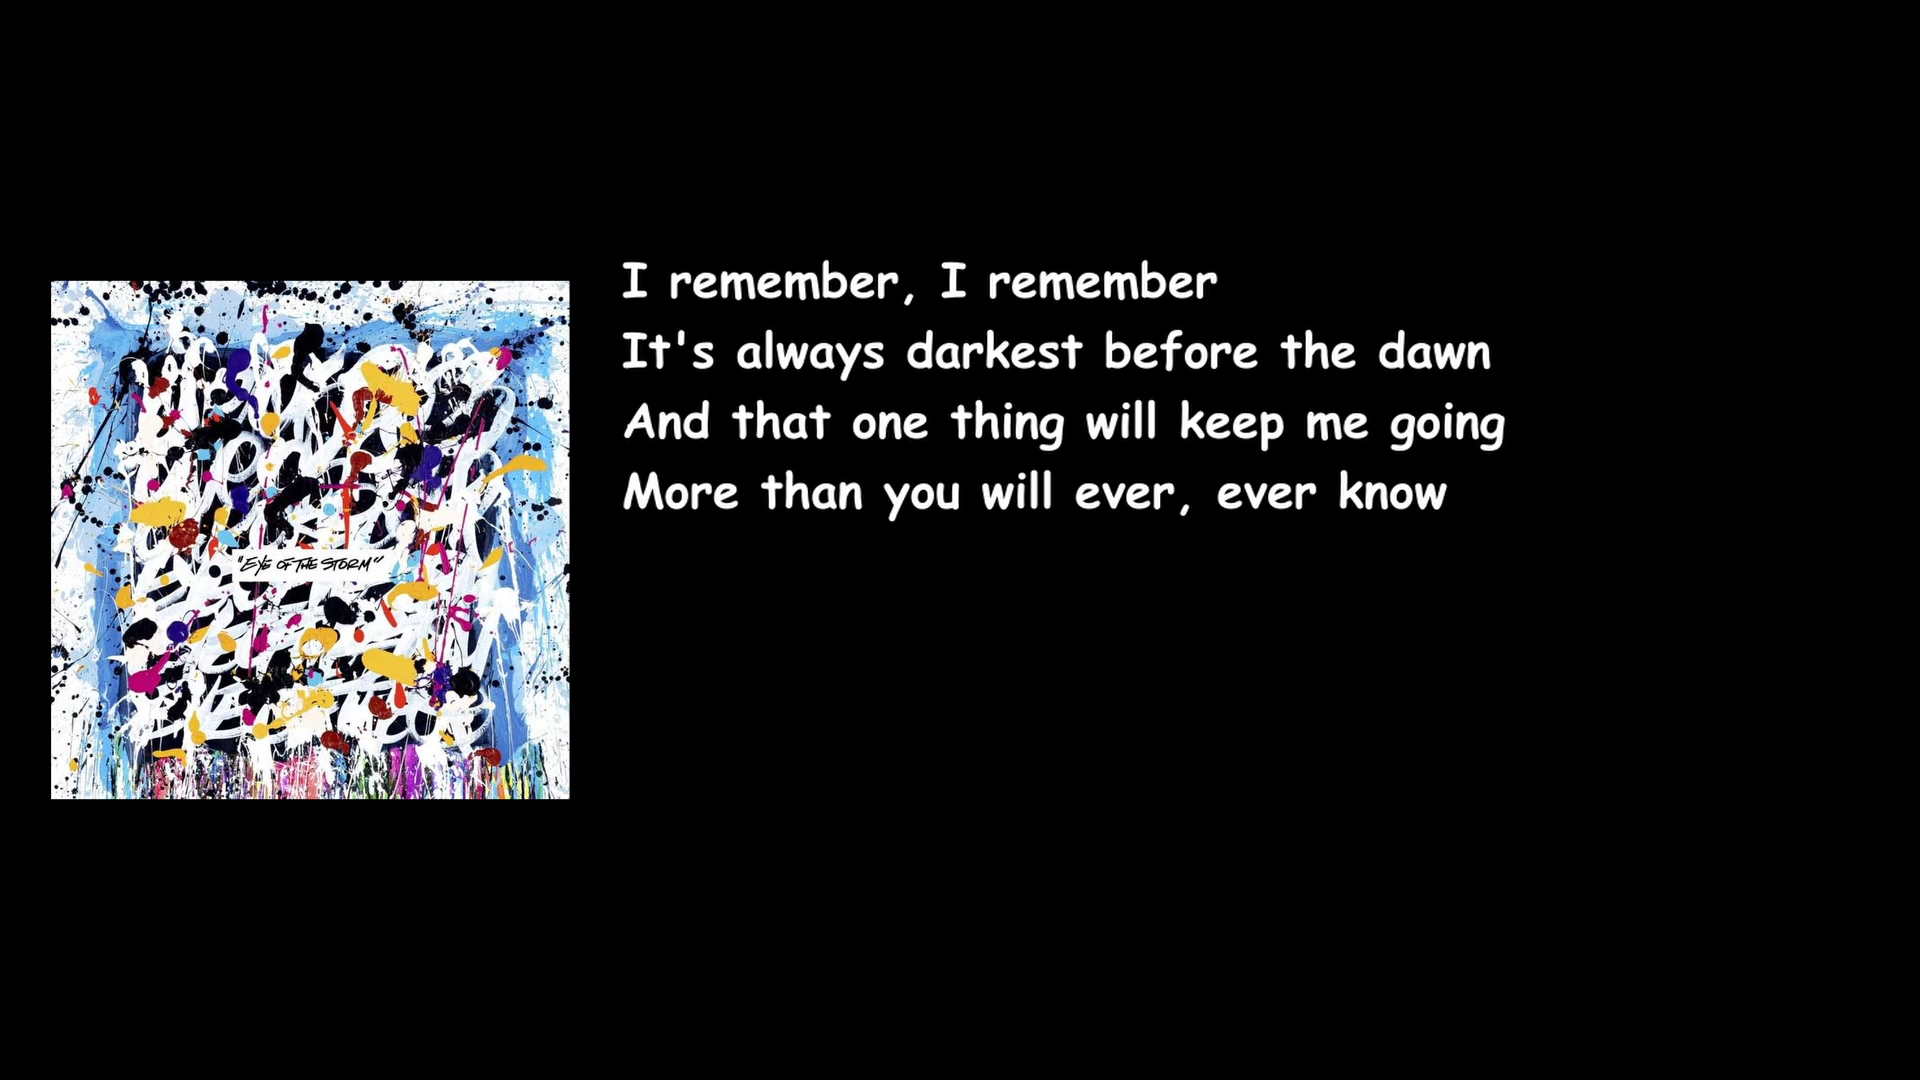 I remember, I remember
It's always darkest before the dawn
And that one thing will keep me going
More than you will ever, ever know
"EYE OF THE STORM"